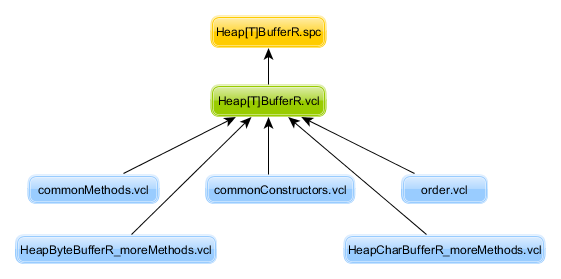 Heap[T]BufferR.spc
Heap[T]BufferR.vcl
commonMethods.vcl
commonConstructors.vcl
order.vcl
HeapByteBufferR_moreMethods.vcl
HeapCharBufferR_moreMethods.vcl